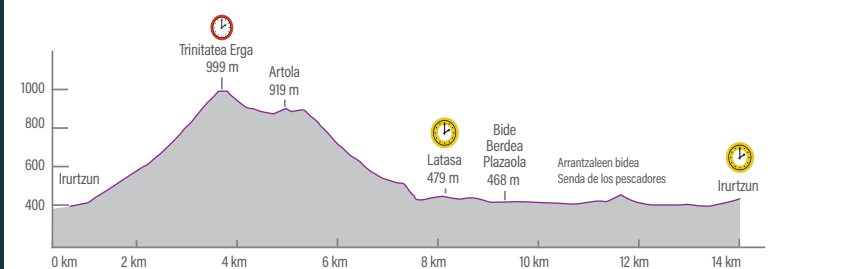 Trinitatea Erga
999 m
Artola
919 m
1000
800
600
400
Irurtzun
Latasa
479 m
Bide
Berdea
Plazaola
468 m
Arrantzaleen bidea
Senda de los pescadores
Irurtzun
0 km
2 km
4 km
6 km
8 km
10 km
12 km
14 km